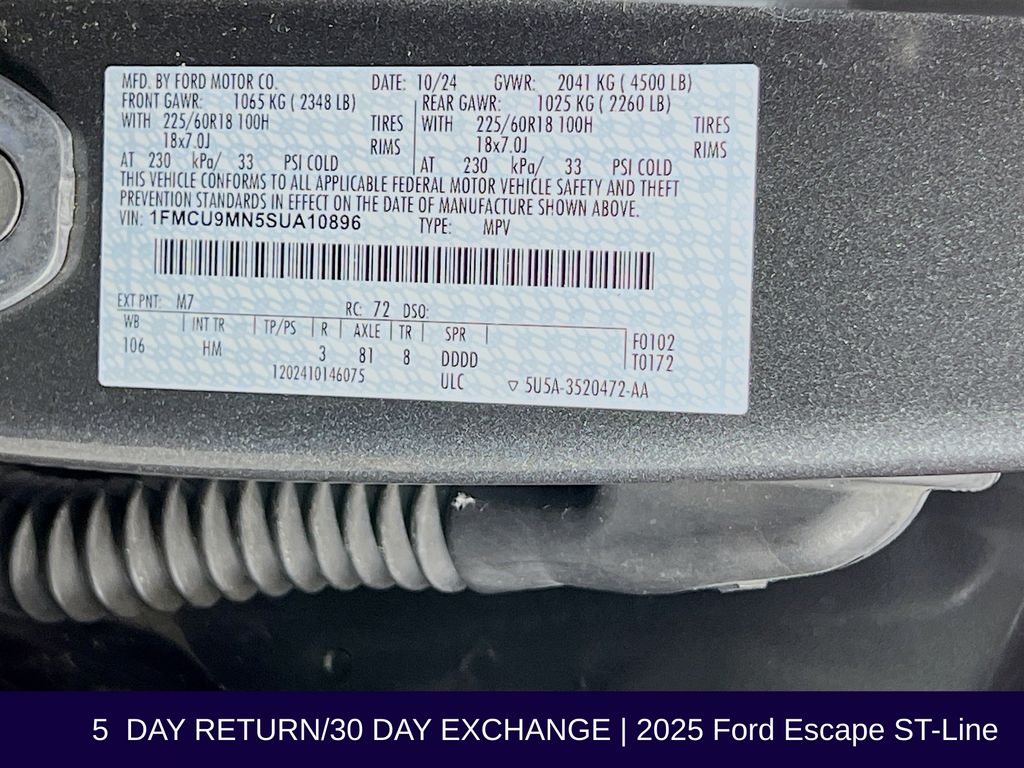 MFD. BY FORD MOTOR CO. DATE: 10/24 GVWR: 2041 KG ( 4500 LB)
FRONT GAWR: 1065 KG ( 2348 LB) REAR GAWR: 1025 KG ( 2260 LB)
WITH 225/60R18 100H TIRES WITH 225/60R18 100H TIRES
18x7.0J RIMS 18x7.0J RIMS
AT 230 kPa/ 33 PSI COLD AT 230 kPa/ 33 PSI COLD
THIS VEHICLE CONFORMS TO ALL APPLICABLE FEDERAL MOTOR VEHICLE SAFETY AND THEFT
PREVENTION STANDARDS IN EFFECT ON THE DATE OF MANUFACTURE SHOWN ABOVE.
VIN: 1FMCU9MN5SUA10896 TYPE: MPV
EXT PNT: M7 RC: 72 DSO:
WB INT TR TP/PS R AXLE TR SPR F0102
106 HM 3 81 8 DDDD T0172
1202410146075 ULC ▽ 5U5A-3520472-AA
5 DAY RETURN/30 DAY EXCHANGE | 2025 Ford Escape ST-Line